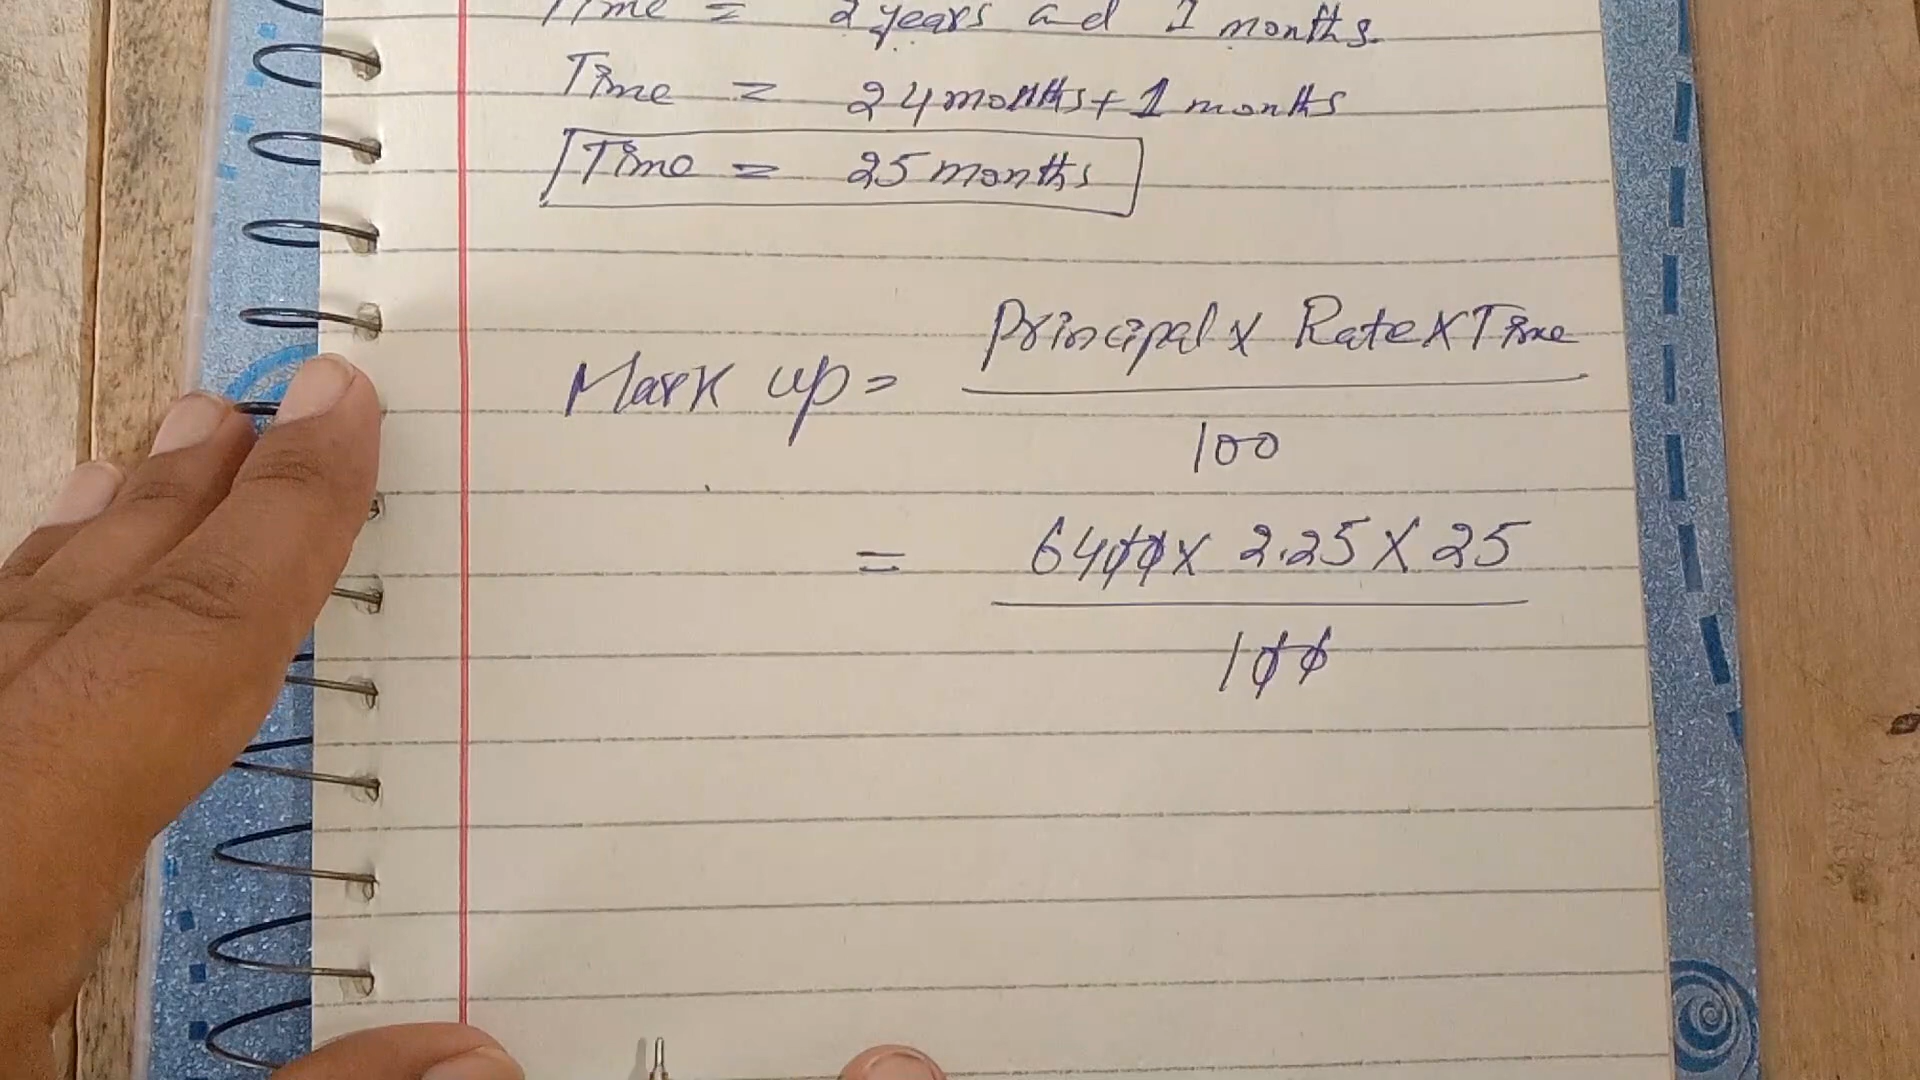 Time = 2 years and 1 months.
Time = 24 months + 1 months
Time = 25 months
Mark up = Principal x Rate x Time
100
= 6400 x 2.25 x 25
100